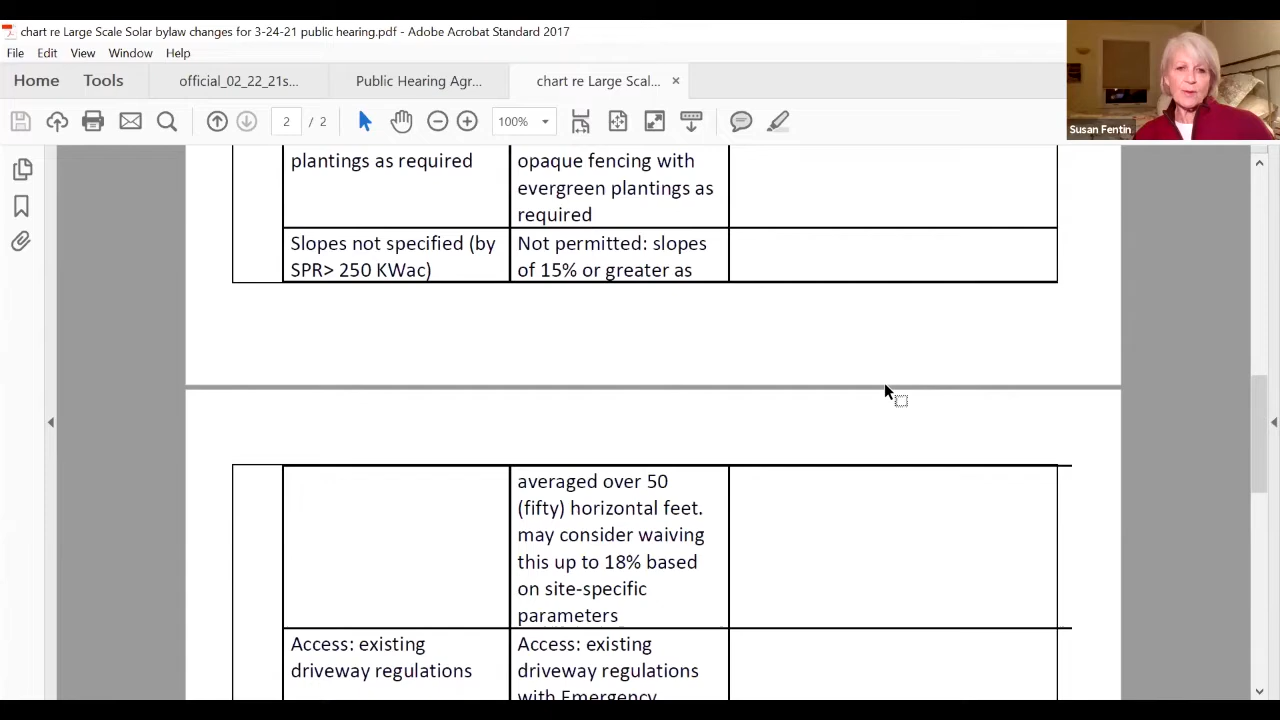 chart re Large Scale Solar bylaw changes for 3-24-21 public hearing.pdf - Adobe Acrobat Standard 2017
File Edit View Window Help
Home Tools official_02_22_21s... Public Hearing Agr... chart re Large Scal... ×
2 / 2 100%
Susan Fentin
plantings as required
opaque fencing with
evergreen plantings as
required
Slopes not specified (by
SPR> 250 KWac)
Not permitted: slopes
of 15% or greater as
averaged over 50
(fifty) horizontal feet.
may consider waiving
this up to 18% based
on site-specific
parameters
Access: existing
driveway regulations
Access: existing
driveway regulations
with Emergency